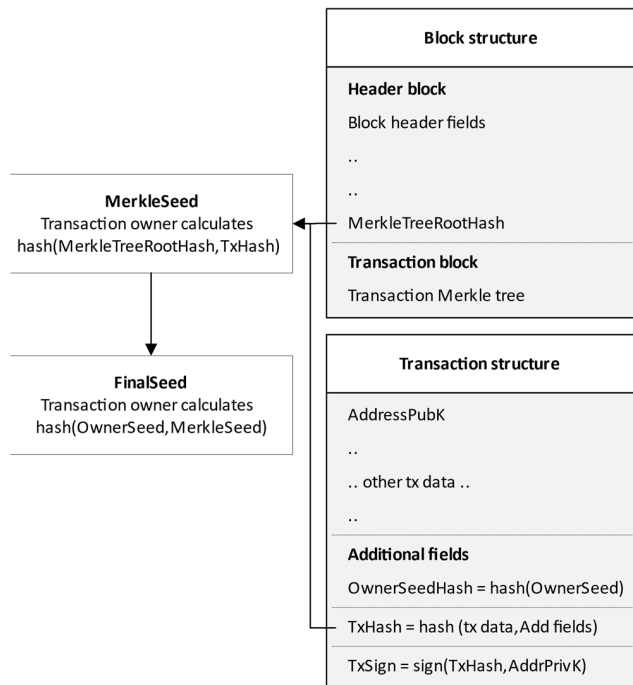 Block structure
Header block
Block header fields
..
..
MerkleTreeRootHash
Transaction block
Transaction Merkle tree
MerkleSeed
Transaction owner calculates
hash(MerkleTreeRootHash,TxHash)
FinalSeed
Transaction owner calculates
hash(OwnerSeed,MerkleSeed)
Transaction structure
AddressPubK
..
.. other tx data ..
..
Additional fields
OwnerSeedHash = hash(OwnerSeed)
TxHash = hash (tx data,Add fields)
TxSign = sign(TxHash,AddrPrivK)